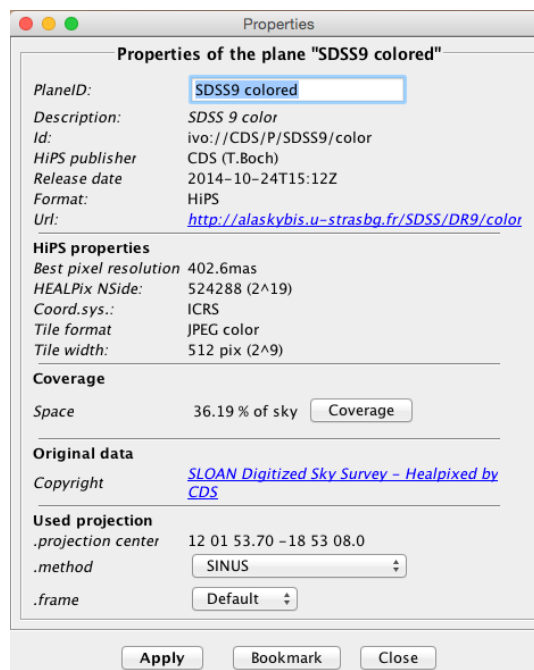 Properties
Properties of the plane "SDSS9 colored"
PlaneID: SDSS9 colored
Description: SDSS 9 color
Id: ivo://CDS/P/SDSS9/color
HiPS publisher CDS (T.Boch)
Release date 2014-10-24T15:12Z
Format: HiPS
Url: http://alaskybis.u-strasbg.fr/SDSS/DR9/color
HiPS properties
Best pixel resolution 402.6mas
HEALPix NSide: 524288 (2^19)
Coord.sys.: ICRS
Tile format JPEG color
Tile width: 512 pix (2^9)
Coverage
Space 36.19 % of sky Coverage
Original data
Copyright SLOAN Digitized Sky Survey - Healpixed by
CDS
Used projection
.projection center 12 01 53.70 -18 53 08.0
.method SINUS
.frame Default
Apply Bookmark Close